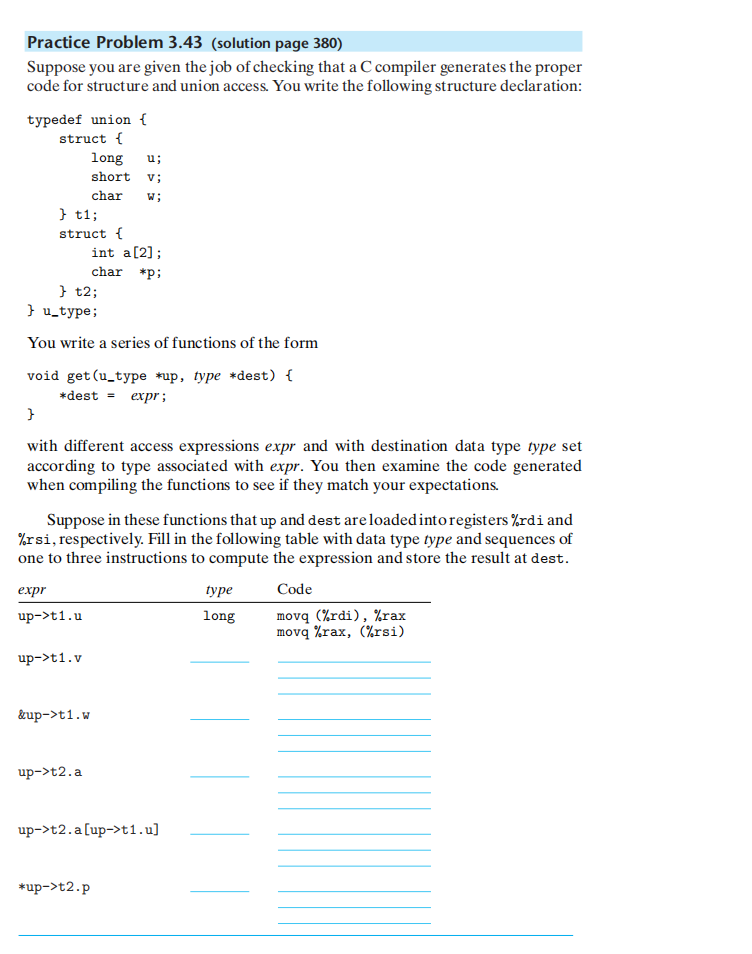 Practice Problem 3.43 (solution page 380)
Suppose you are given the job of checking that a C compiler generates the proper
code for structure and union access. You write the following structure declaration:
typedef union {
    struct {
        long   u;
        short  v;
        char   w;
    } t1;
    struct {
        int a[2];
        char  *p;
    } t2;
} u_type;
You write a series of functions of the form
void get(u_type *up, type *dest) {
    *dest =  expr;
}
with different access expressions expr and with destination data type type set
according to type associated with expr. You then examine the code generated
when compiling the functions to see if they match your expectations.
Suppose in these functions that up and dest are loaded into registers %rdi and
%rsi, respectively. Fill in the following table with data type type and sequences of
one to three instructions to compute the expression and store the result at dest.
expr type Code
up->t1.u long movq (%rdi), %rax
movq %rax, (%rsi)
up->t1.v
&up->t1.w
up->t2.a
up->t2.a[up->t1.u]
*up->t2.p